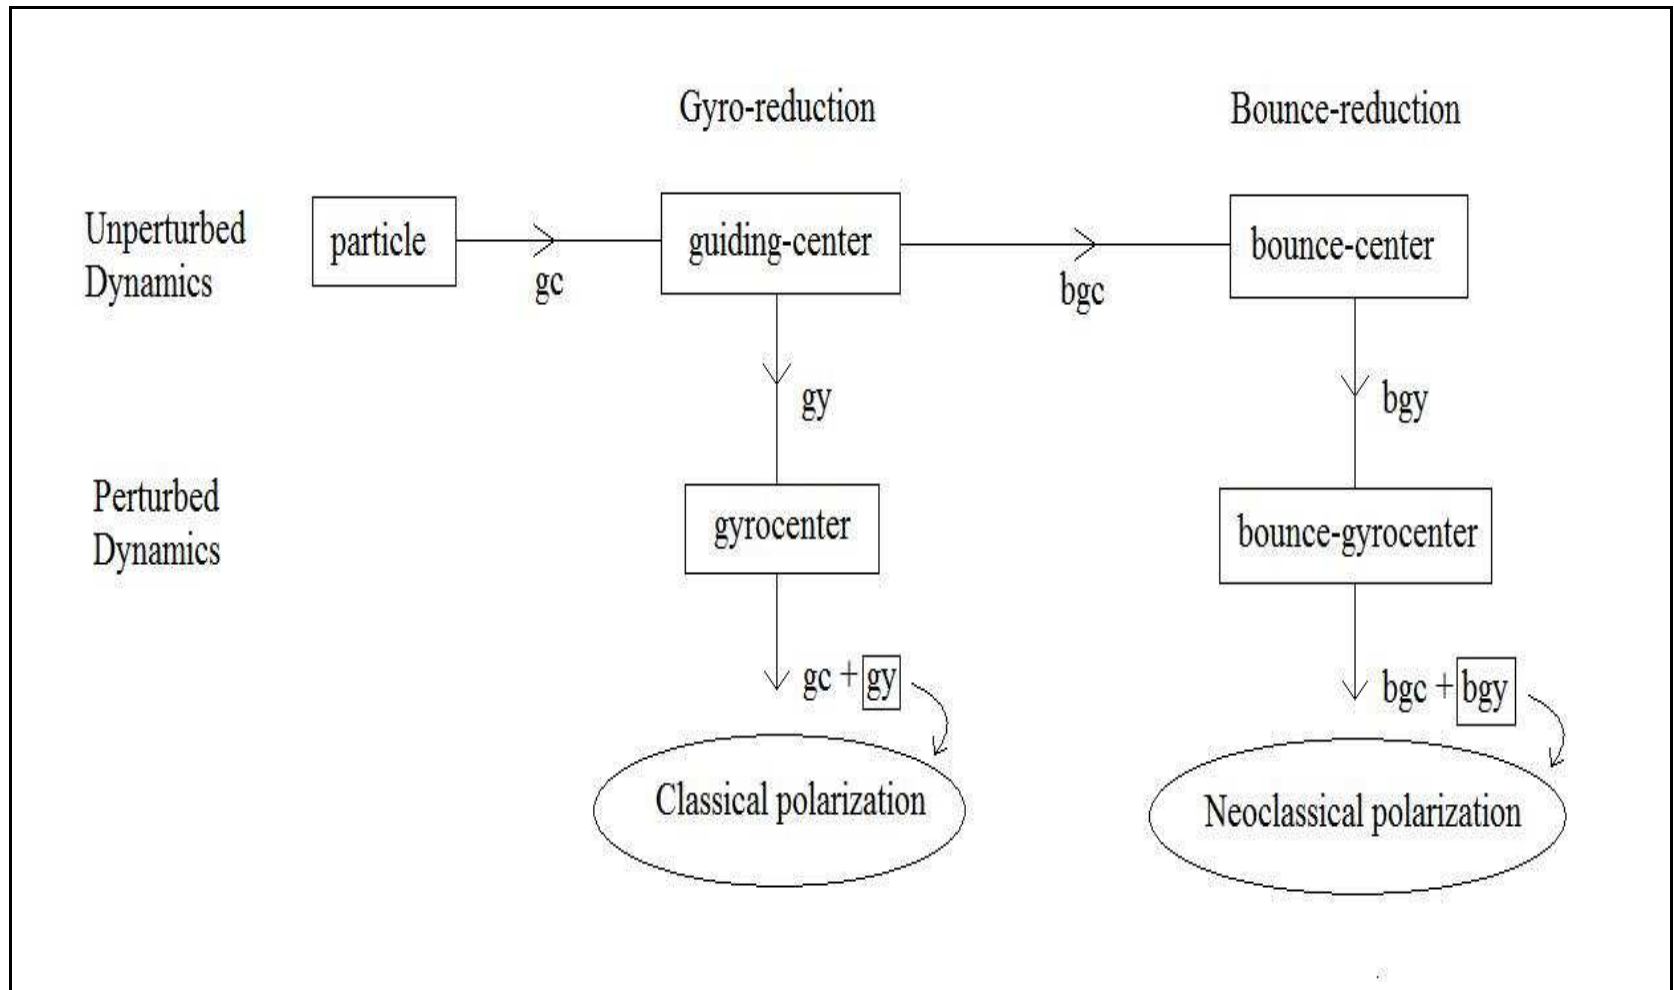 Gyro-reduction
Bounce-reduction
Unperturbed
Dynamics
particle
gc
guiding-center
bgc
bounce-center
gy
bgy
Perturbed
Dynamics
gyrocenter
bounce-gyrocenter
gc + gy
bgc + bgy
Classical polarization
Neoclassical polarization